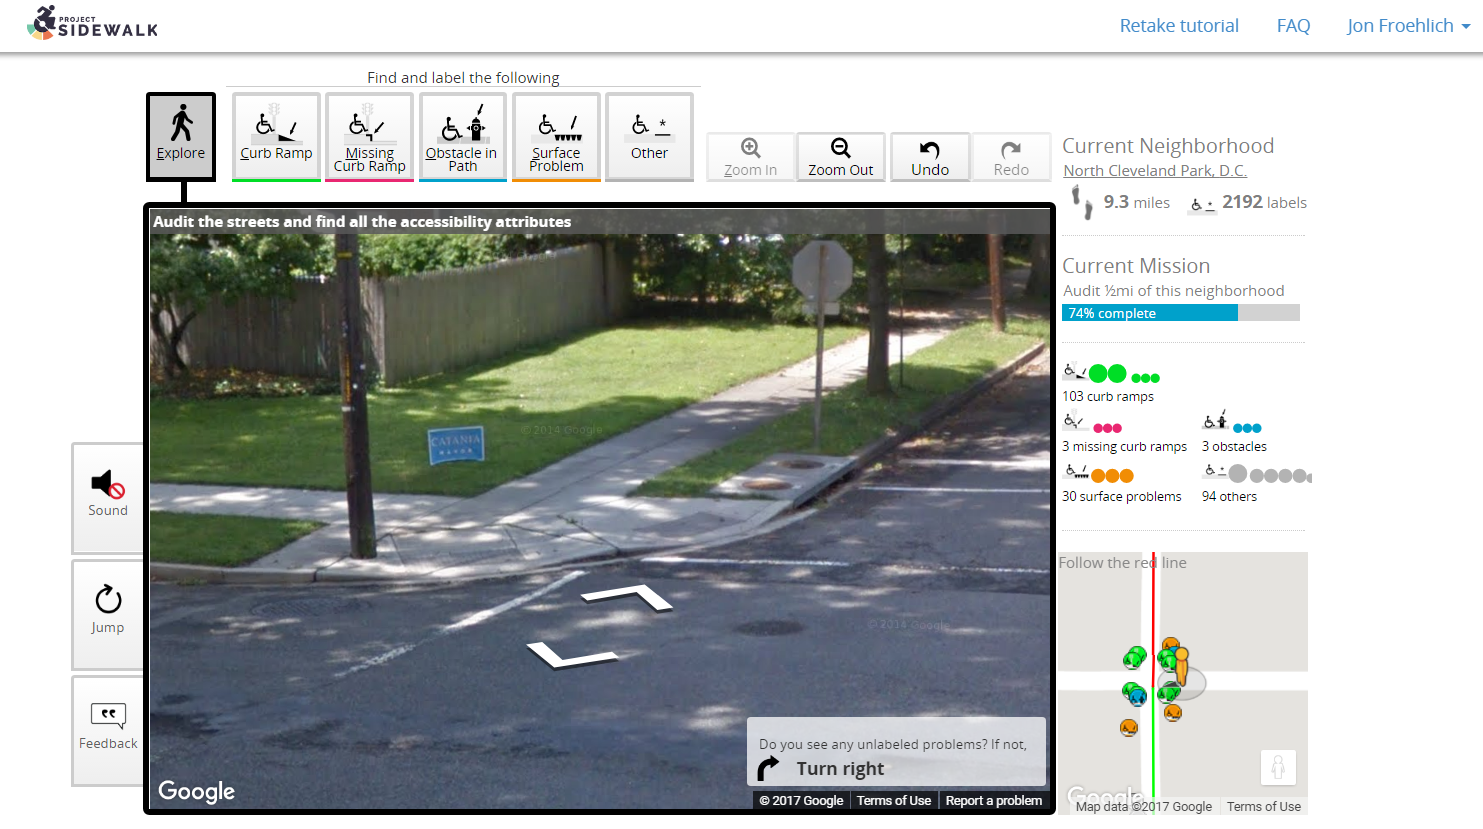 PROJECT
SIDEWALK
Retake tutorial
FAQ
Jon Froehlich
Find and label the following
Explore
Curb Ramp
Missing
Curb Ramp
Obstacle in
Path
Surface
Problem
*
Other
Zoom In
Zoom Out
Undo
Redo
Current Neighborhood
North Cleveland Park, D.C.
9.3 miles
2192 labels
Audit the streets and find all the accessibility attributes
Current Mission
Audit ½mi of this neighborhood
74% complete
103 curb ramps
3 missing curb ramps
3 obstacles
30 surface problems
94 others
© 2014 Google
CATANIA
MAYOR
© 2014 Google
Sound
Jump
Feedback
Follow the red line
Do you see any unlabeled problems? If not,
Turn right
Google
© 2017 Google
Terms of Use
Report a problem
Google
Map data ©2017 Google
Terms of Use